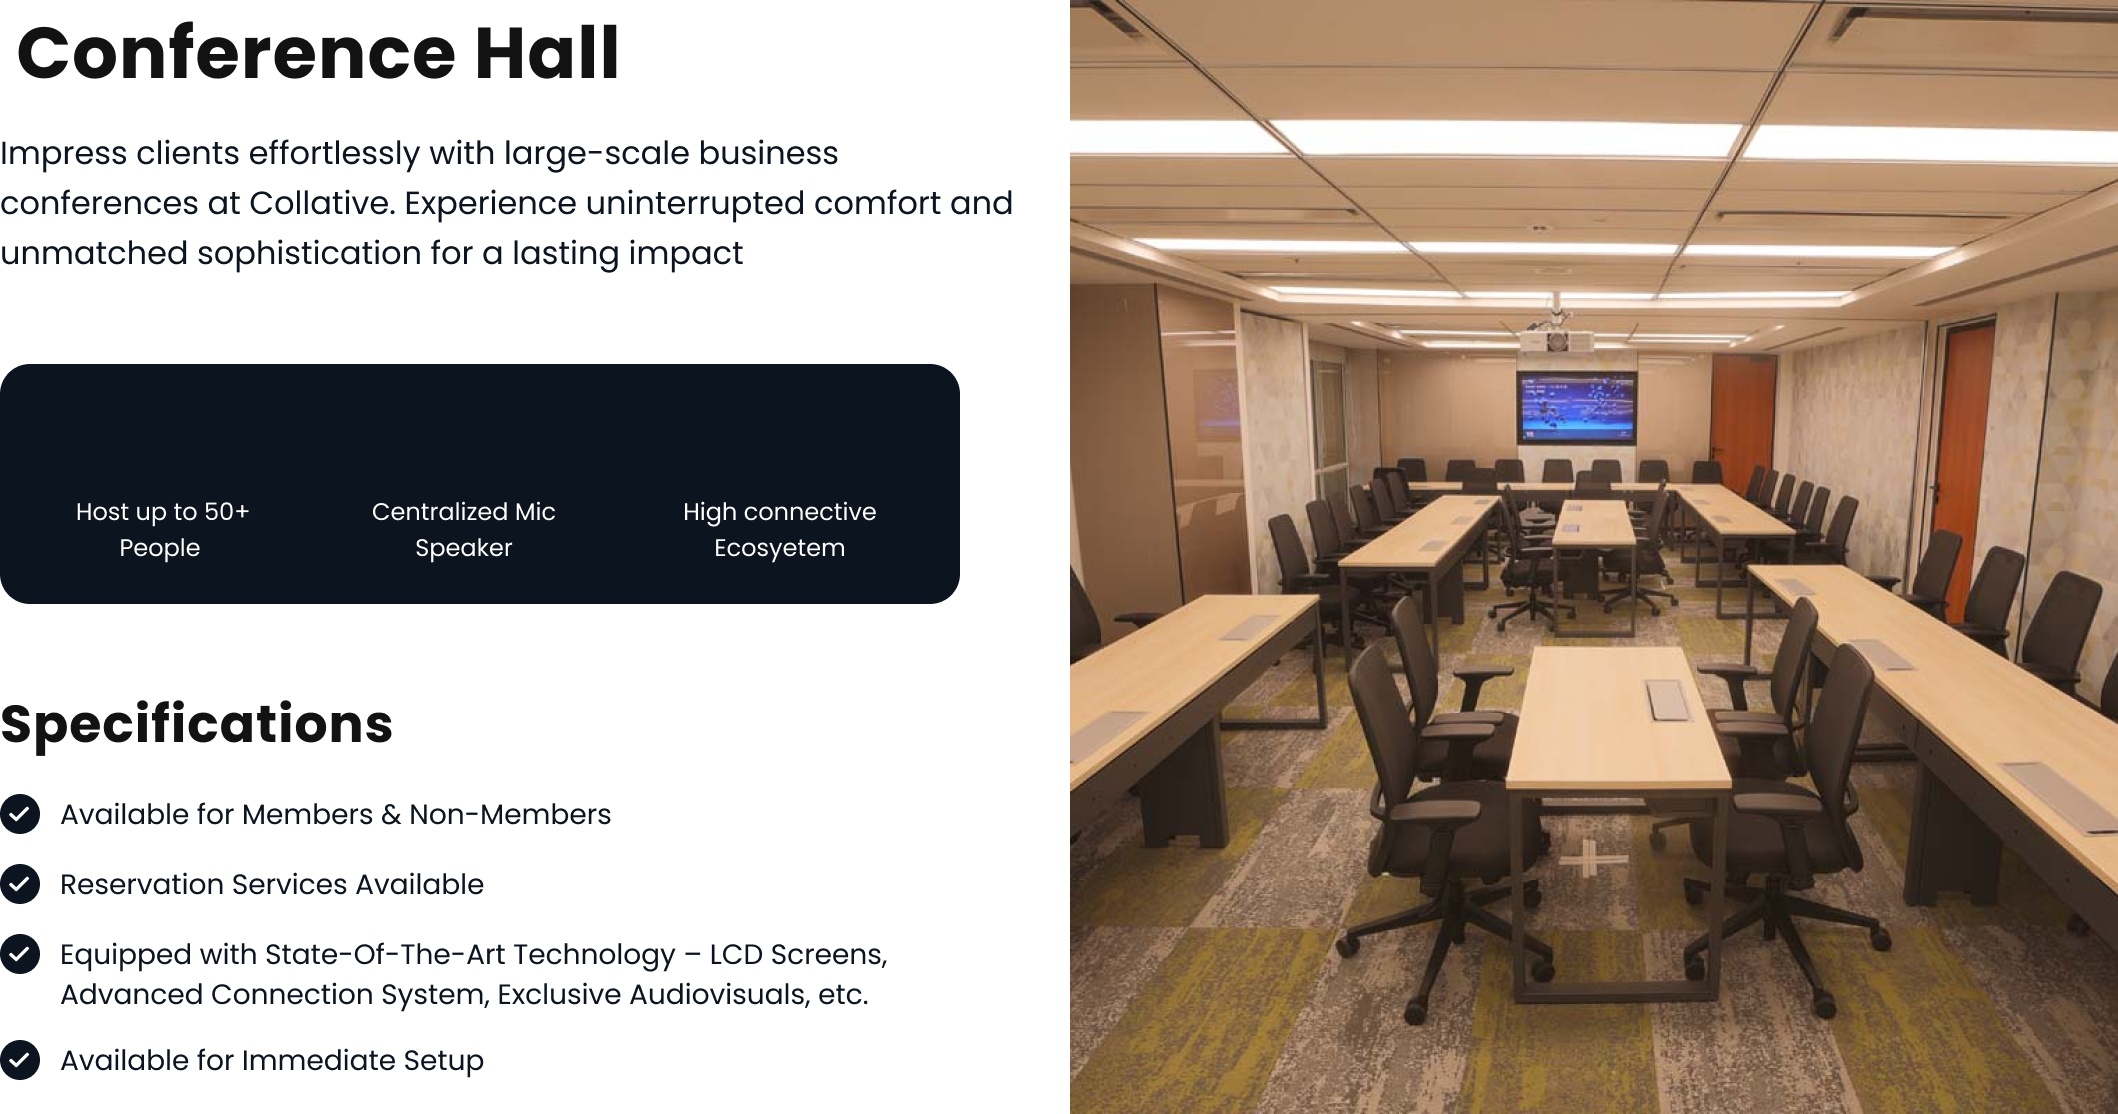 Conference Hall
Impress clients effortlessly with large-scale business
conferences at Collative. Experience uninterrupted comfort and
unmatched sophistication for a lasting impact
Host up to 50+
People
Centralized Mic
Speaker
High connective
Ecosyetem
Specifications
Available for Members & Non-Members
Reservation Services Available
Equipped with State-Of-The-Art Technology – LCD Screens,
Advanced Connection System, Exclusive Audiovisuals, etc.
Available for Immediate Setup